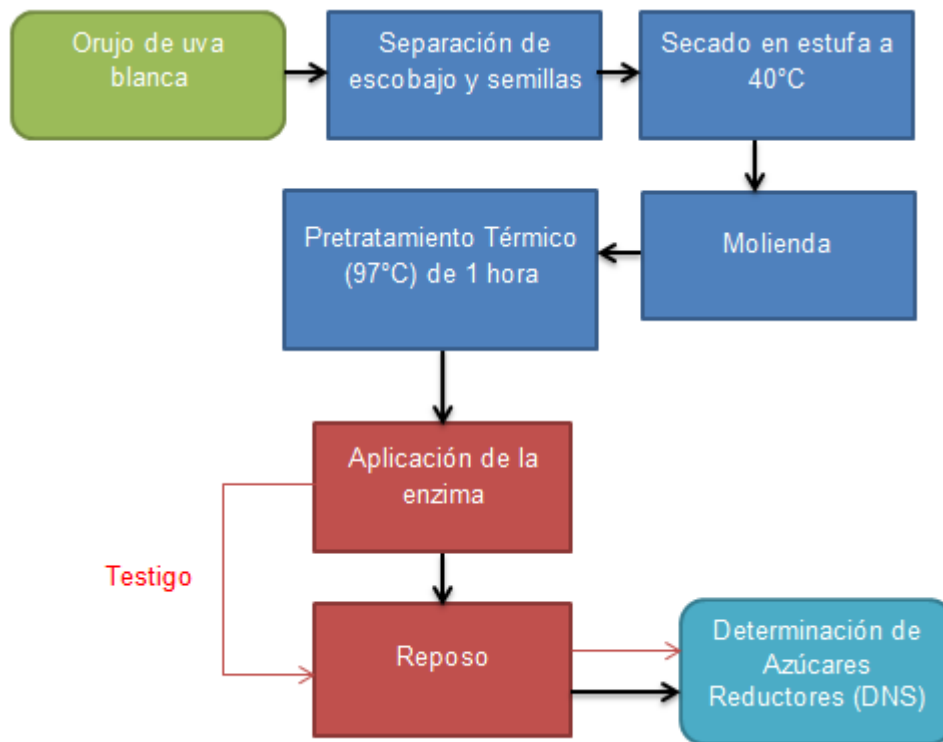 Orujo de uva
blanca
Separación de
escobajo y semillas
Secado en estufa a
40°C
Molienda
Pretratamiento Térmico
(97°C) de 1 hora
Aplicación de la
enzima
Testigo
Reposo
Determinación de
Azúcares
Reductores (DNS)